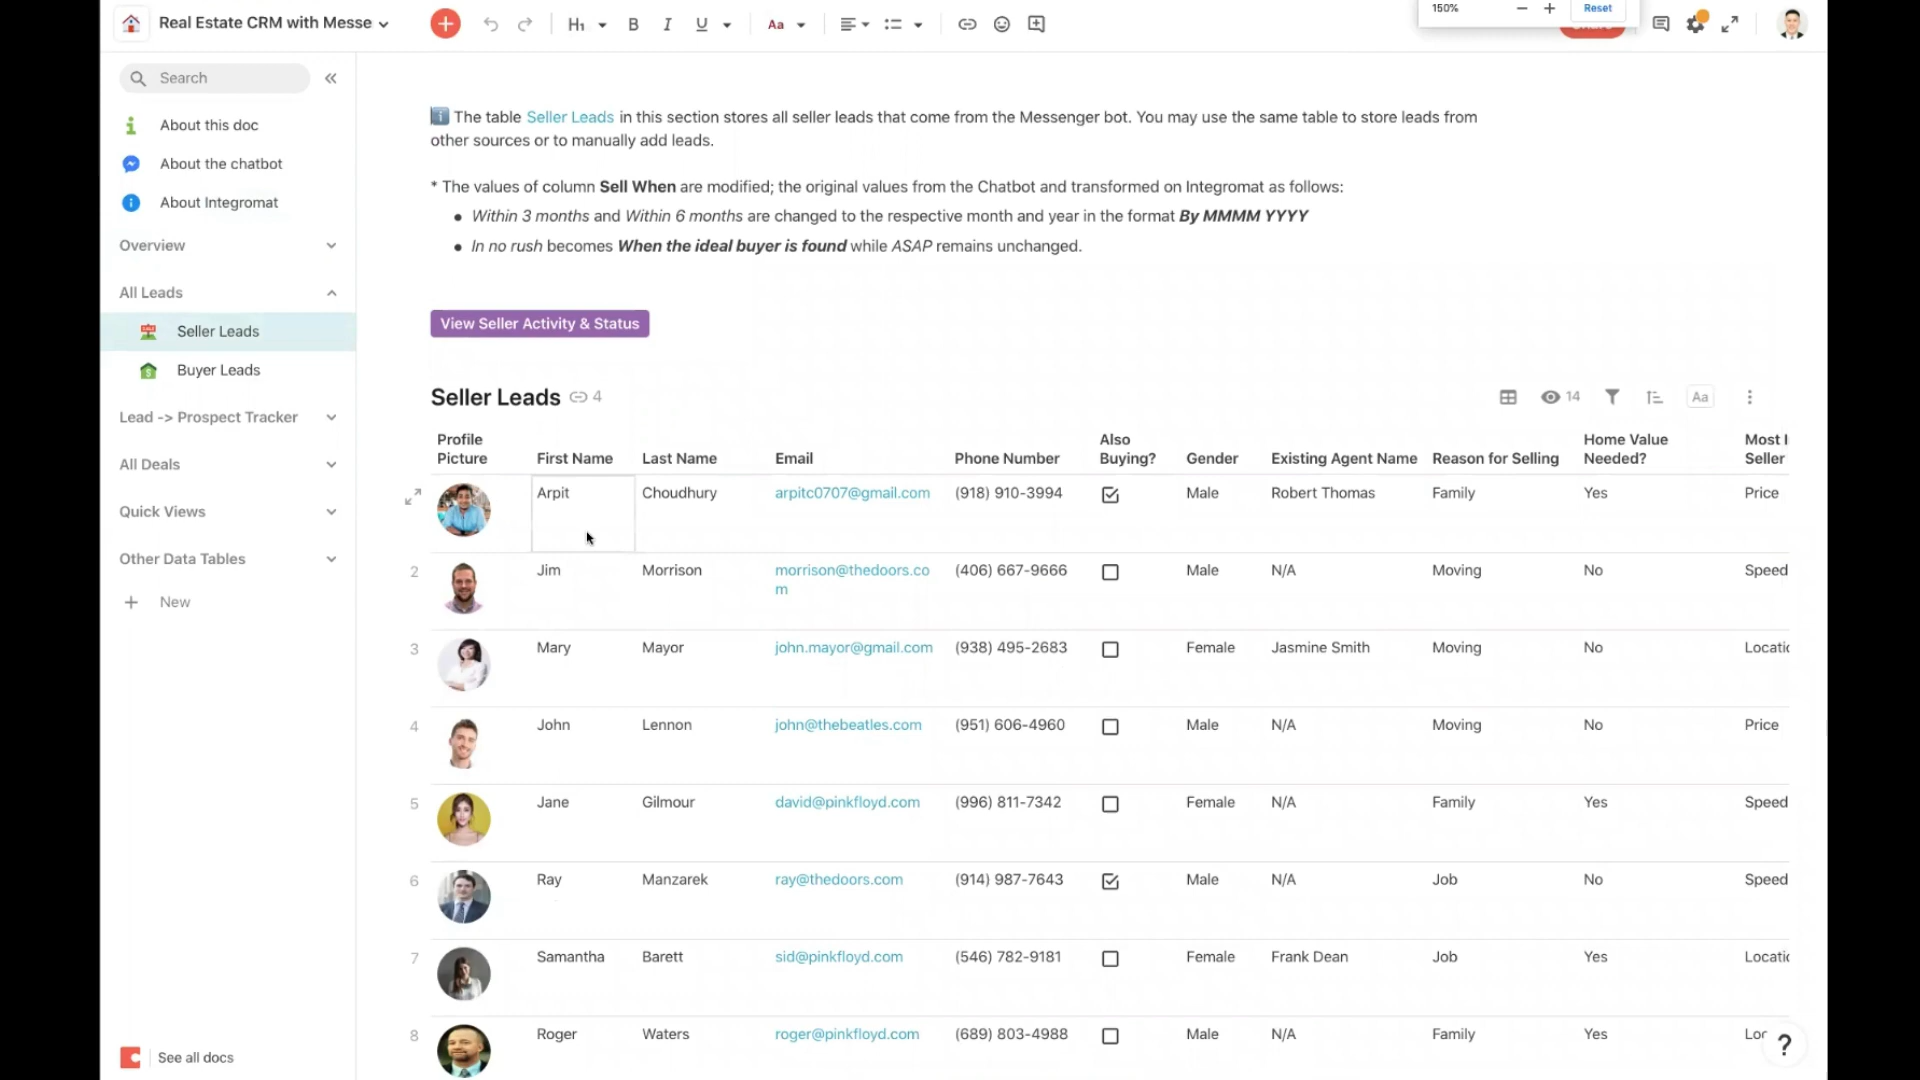 Real Estate CRM with Messe
H1
B
I
U
Aa
150%
Reset
Search
About this doc
About the chatbot
About Integromat
Overview
All Leads
Seller Leads
Buyer Leads
Lead -> Prospect Tracker
All Deals
Quick Views
Other Data Tables
New
See all docs
The table Seller Leads in this section stores all seller leads that come from the Messenger bot. You may use the same table to store leads from
other sources or to manually add leads.
* The values of column Sell When are modified; the original values from the Chatbot and transformed on Integromat as follows:
Within 3 months and Within 6 months are changed to the respective month and year in the format By MMMM YYYY
In no rush becomes When the ideal buyer is found while ASAP remains unchanged.
View Seller Activity & Status
Seller Leads 4
14
Aa
Profile Picture First Name Last Name Email Phone Number Also Buying? Gender Existing Agent Name Reason for Selling Home Value Needed? Most I Seller
Arpit Choudhury arpitc0707@gmail.com (918) 910-3994 Male Robert Thomas Family Yes Price
2 Jim Morrison morrison@thedoors.co (406) 667-9666 Male N/A Moving No Speed
m
3 Mary Mayor john.mayor@gmail.com (938) 495-2683 Female Jasmine Smith Moving No Locatic
4 John Lennon john@thebeatles.com (951) 606-4960 Male N/A Moving No Price
5 Jane Gilmour david@pinkfloyd.com (996) 811-7342 Female N/A Family Yes Speed
6 Ray Manzarek ray@thedoors.com (914) 987-7643 Male N/A Job No Speed
7 Samantha Barett sid@pinkfloyd.com (546) 782-9181 Female Frank Dean Job Yes Locatic
8 Roger Waters roger@pinkfloyd.com (689) 803-4988 Male N/A Family Yes Loc
?